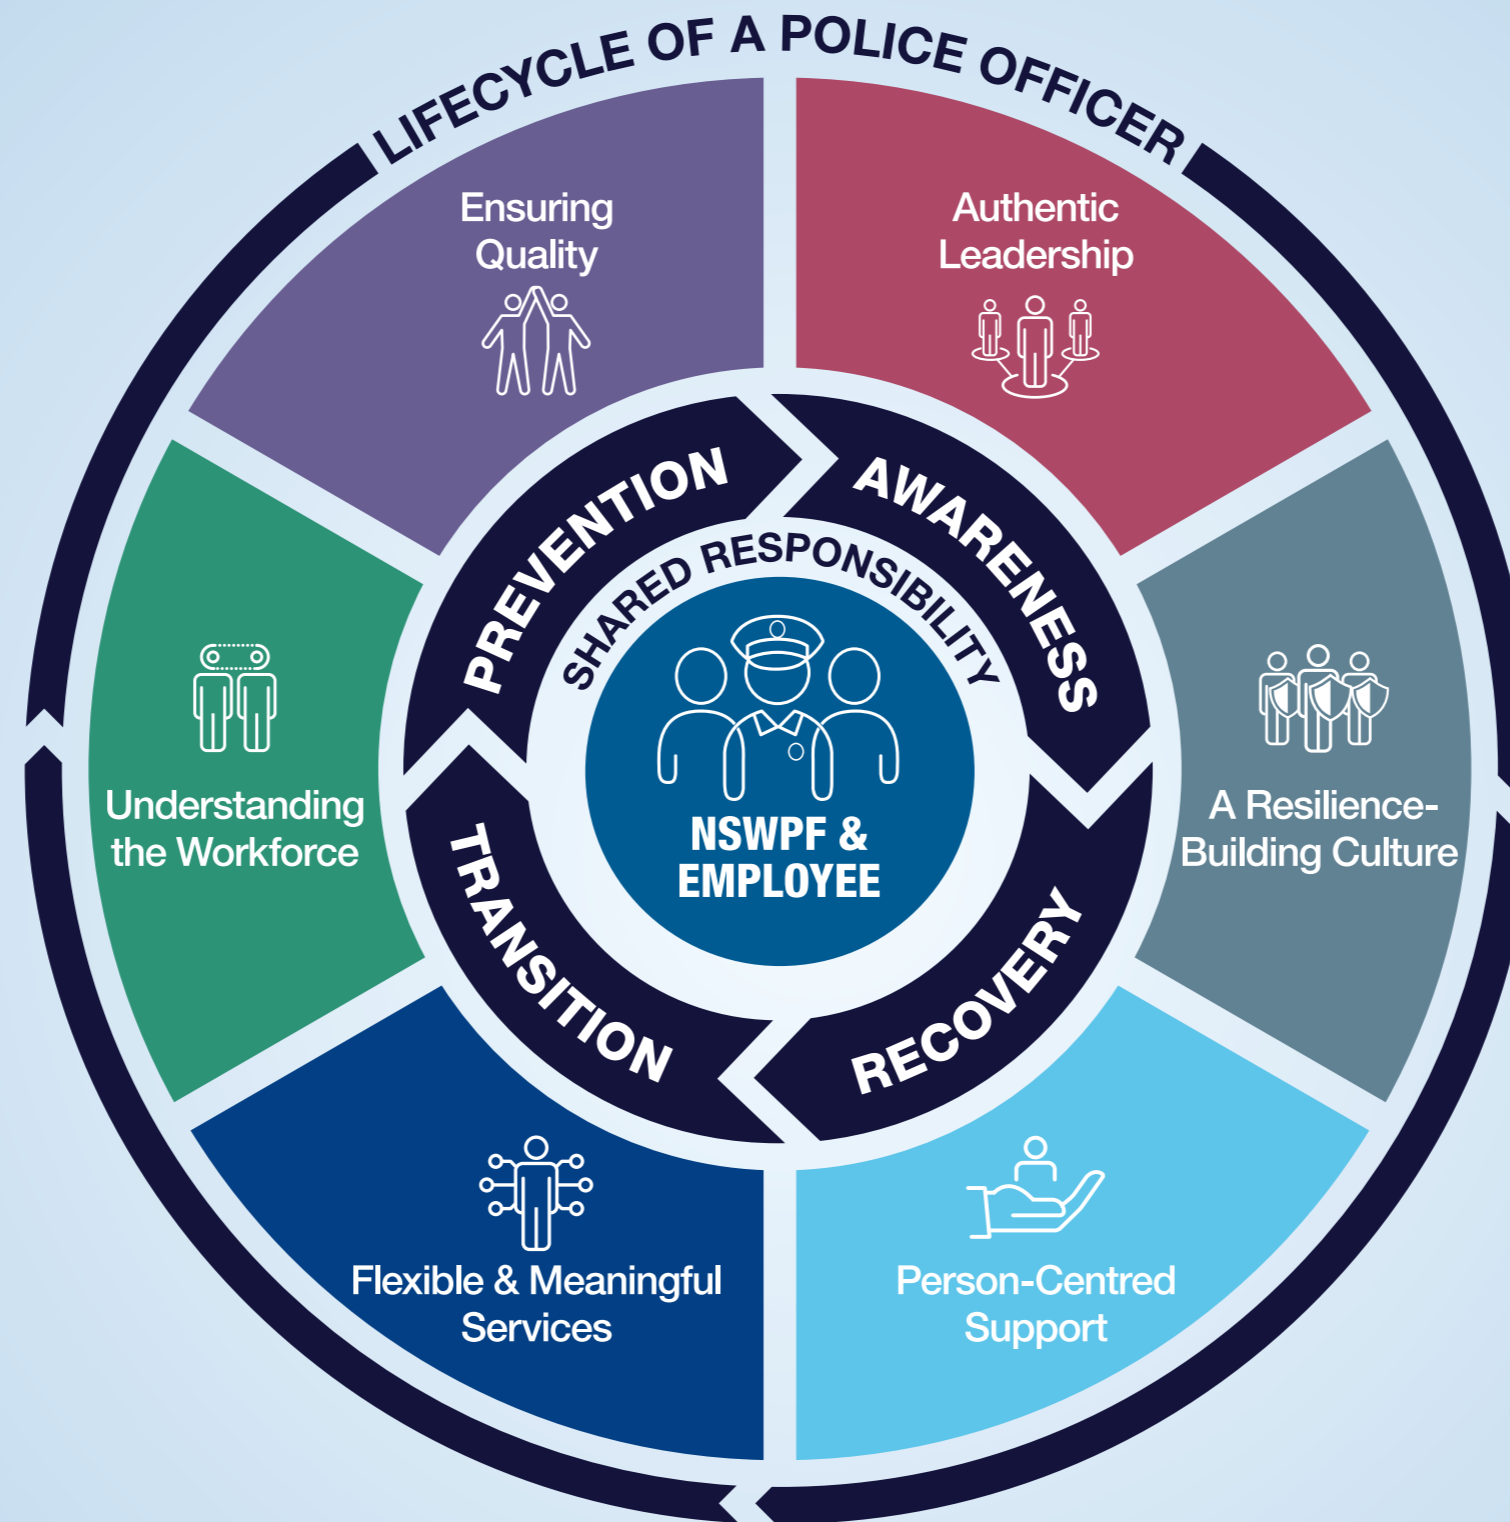 LIFECYCLE OF A POLICE OFFICER
Ensuring
Quality
Authentic
Leadership
PREVENTION
AWARENESS
SHARED RESPONSIBILITY
Understanding
the Workforce
NSWPF &
EMPLOYEE
A Resilience-
Building Culture
TRANSITION
RECOVERY
Flexible & Meaningful
Services
Person-Centred
Support